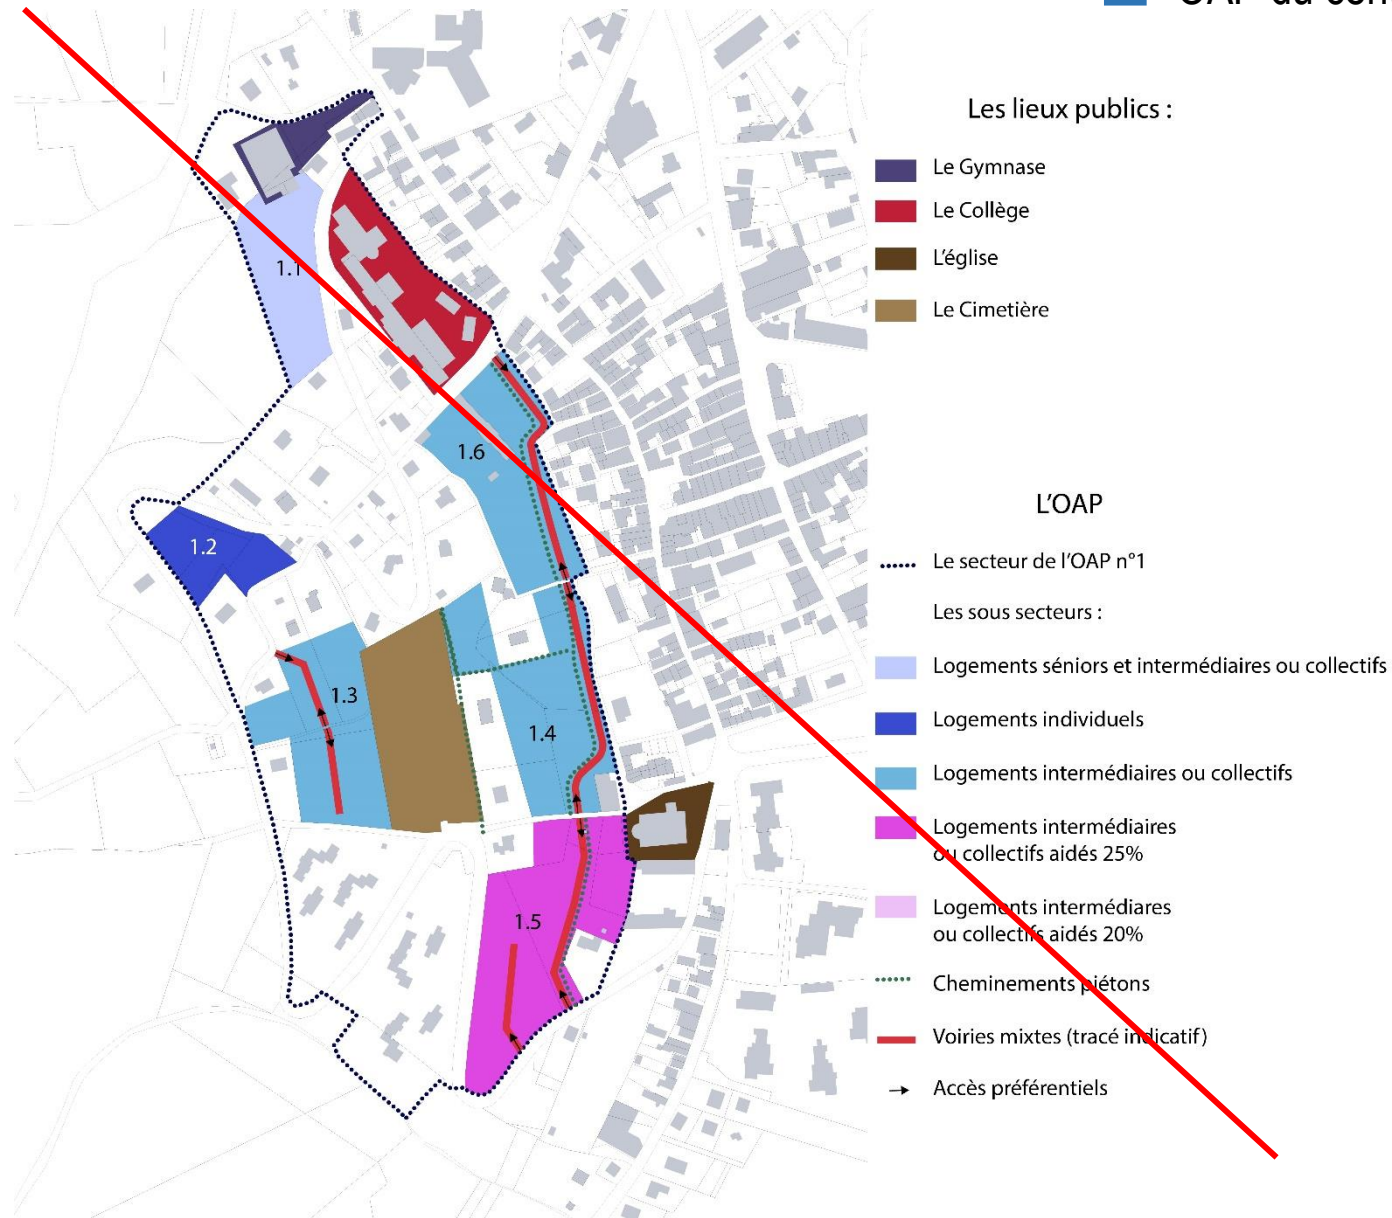 OAP du
Les lieux publics :
Le Gymnase
Le Collège
L'église
Le Cimetière
L'OAP
Le secteur de l'OAP n°1
Les sous secteurs :
Logements séniors et intermédiaires ou collectifs
Logements individuels
Logements intermédiaires ou collectifs
Logements intermédiaires
ou collectifs aidés 25%
Logements intermédiares
ou collectifs aidés 20%
Cheminements piétons
Voiries mixtes (tracé indicatif)
Accès préférentiels
1.1
1.6
1.2
1.3
1.4
1.5